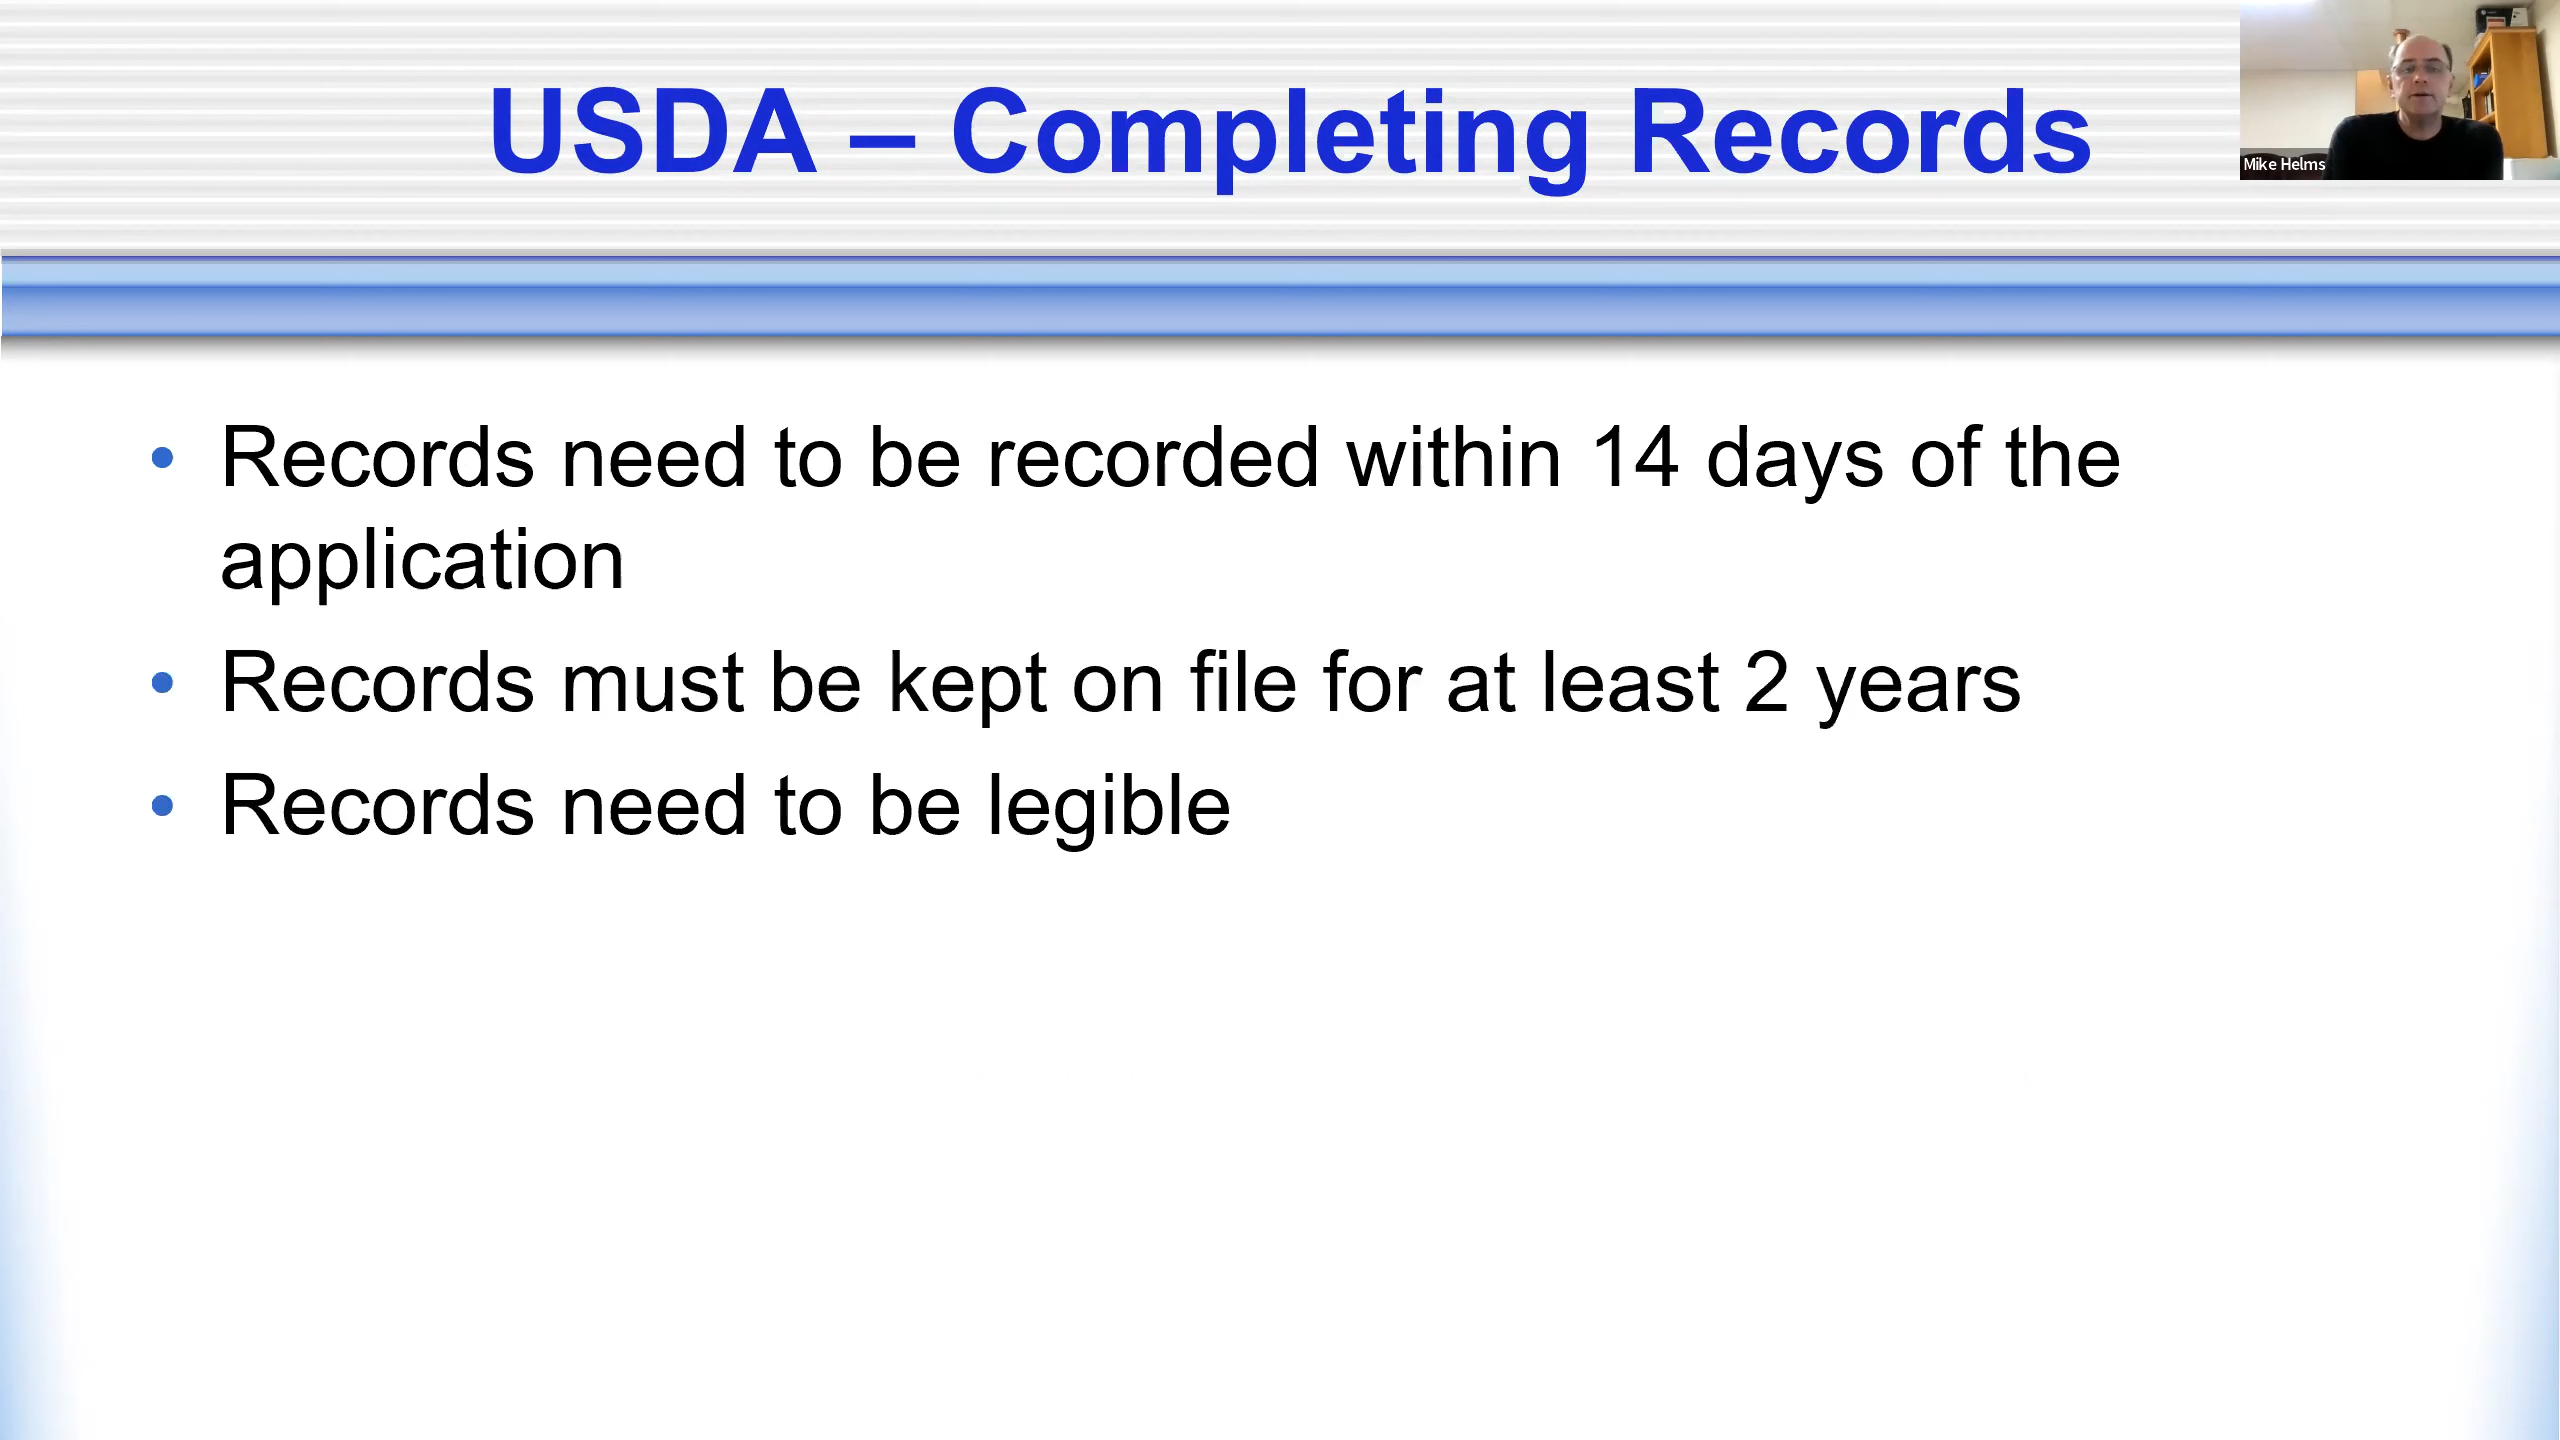 USDA – Completing Records
Mike Helms
• Records need to be recorded within 14 days of the
application
• Records must be kept on file for at least 2 years
• Records need to be legible